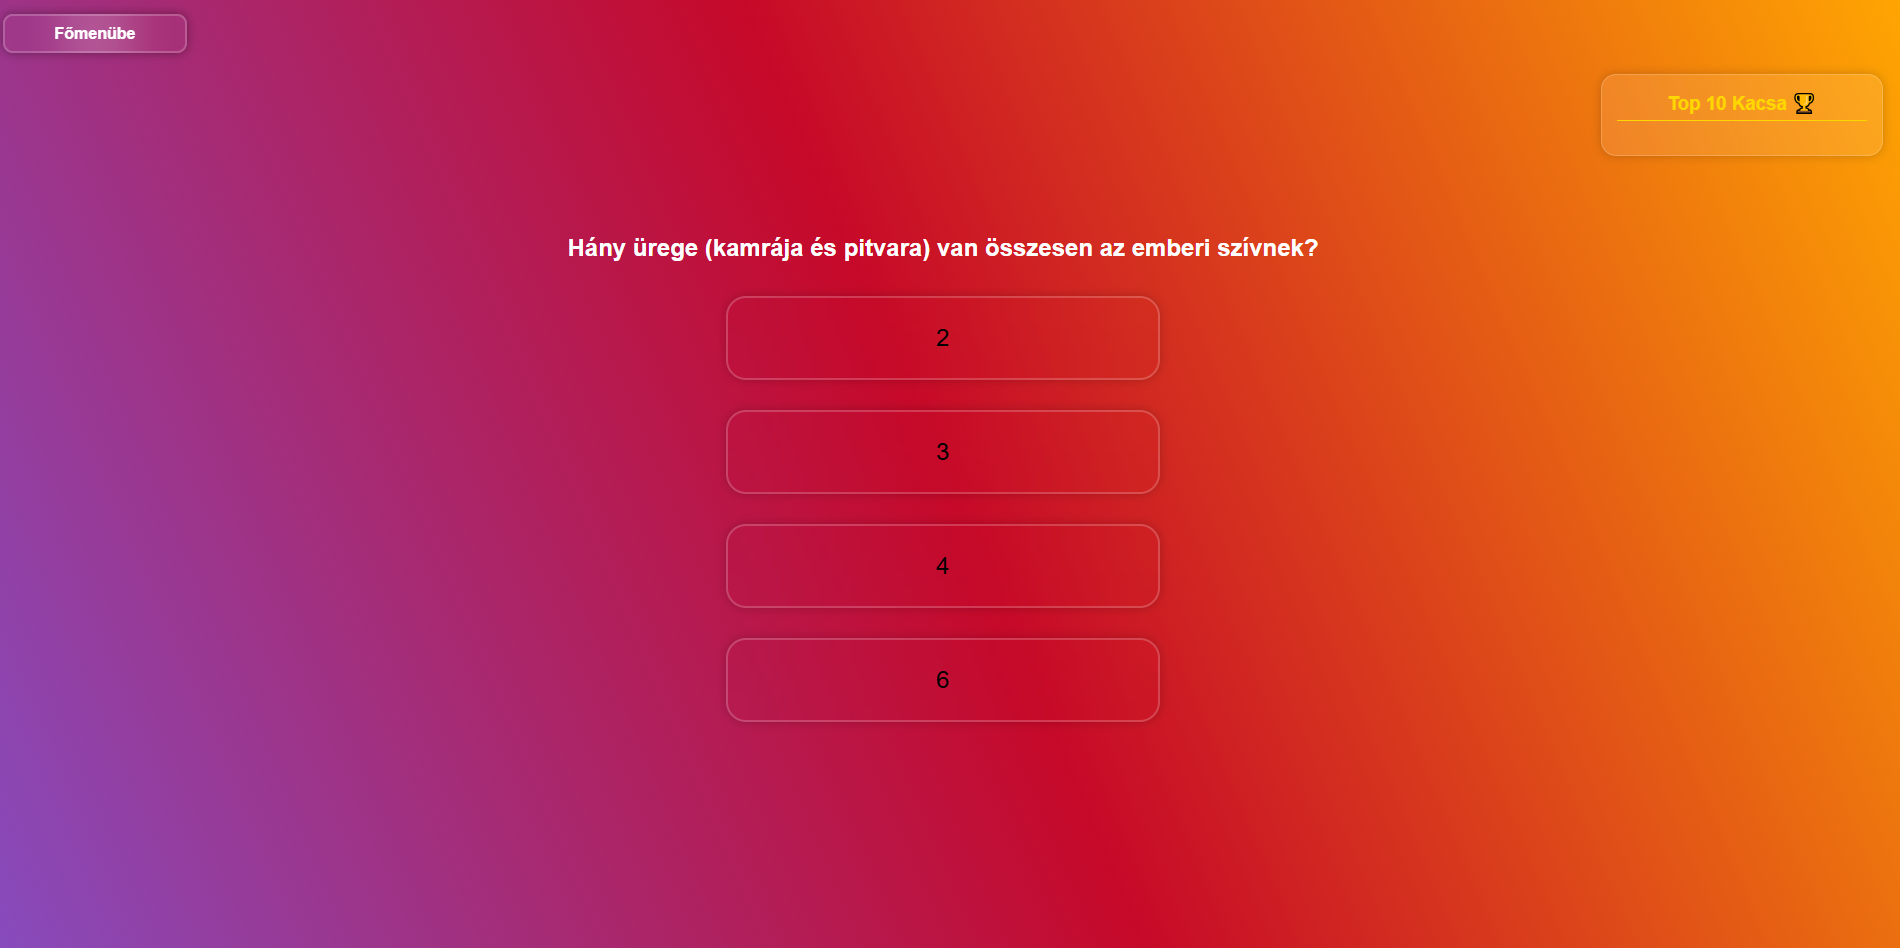 Főmenübe
Top 10 Kacsa 🏆
Hány ürege (kamrája és pitvara) van összesen az emberi szívnek?
2
3
4
6